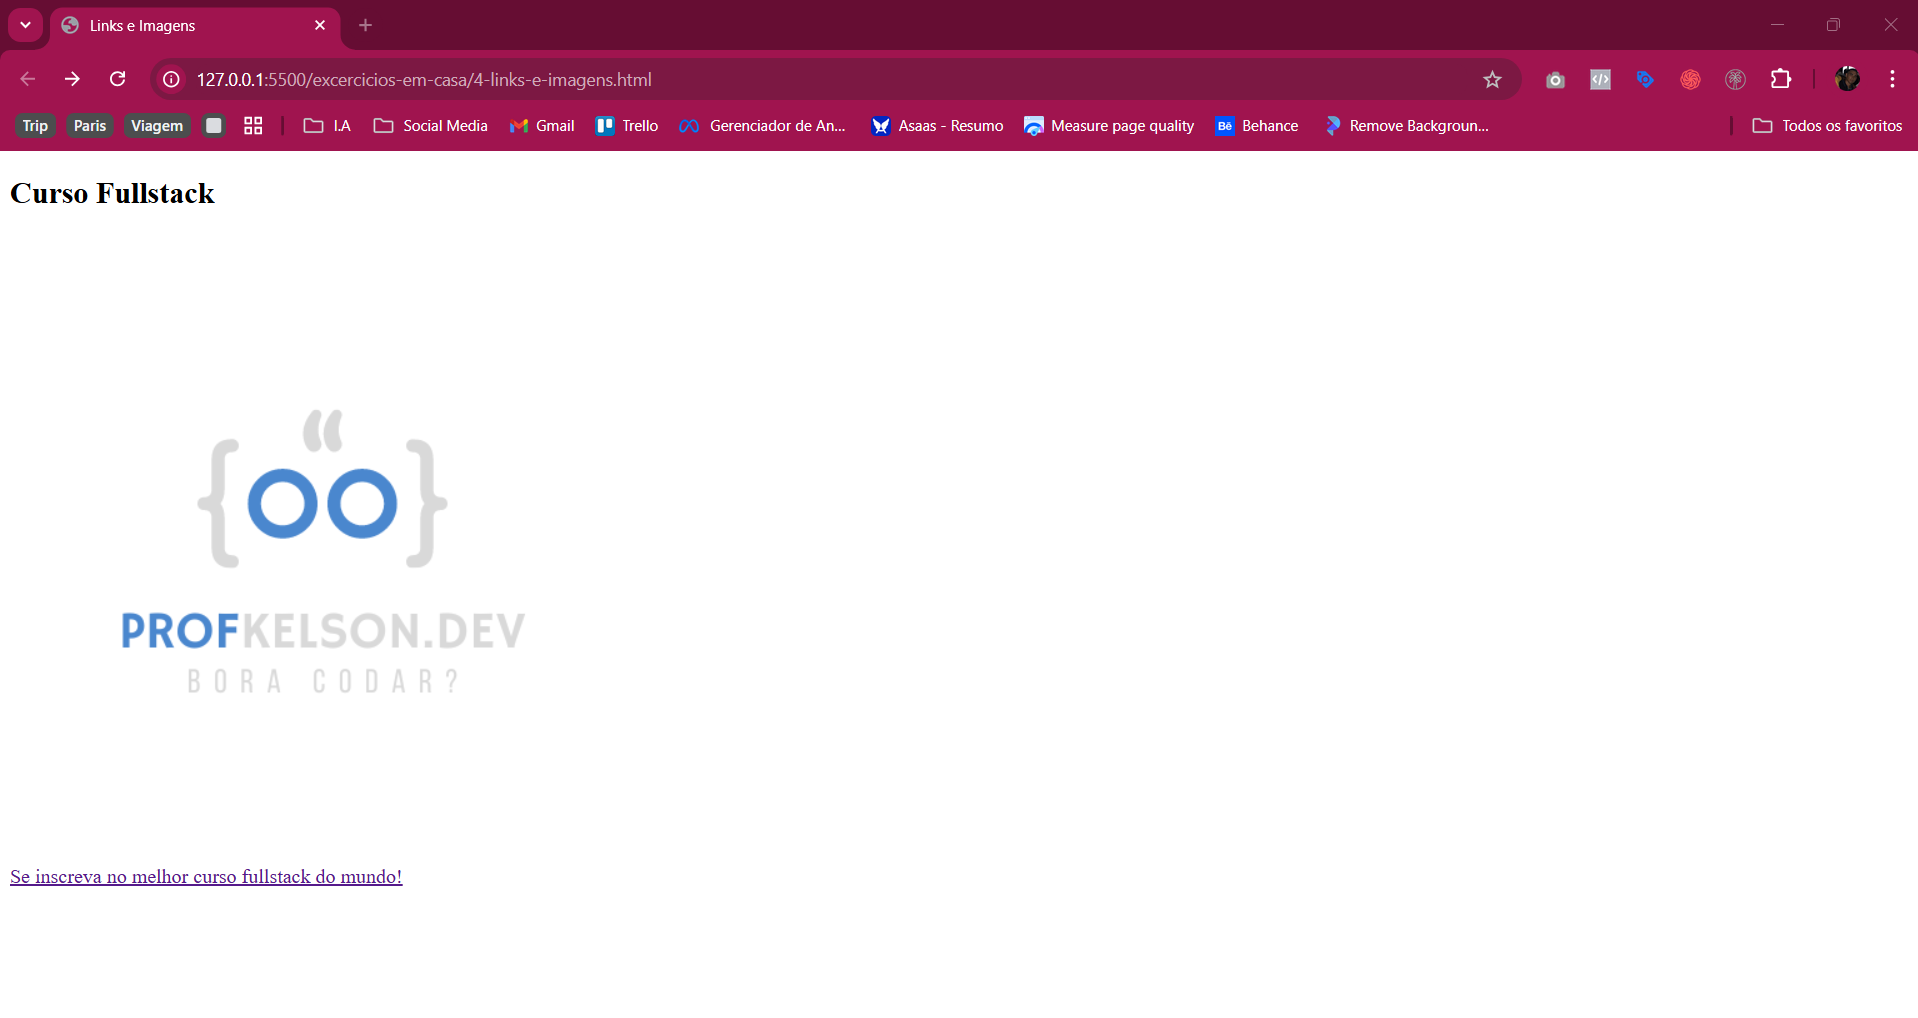 Links e Imagens
127.0.0.1:5500/excercicios-em-casa/4-links-e-imagens.html
Trip Paris Viagem I.A Social Media Gmail Trello Gerenciador de An... Asaas - Resumo Measure page quality Bē Behance Remove Backgroun... Todos os favoritos
Curso Fullstack
PROFKELSON.DEV
BORA CODAR?
Se inscreva no melhor curso fullstack do mundo!